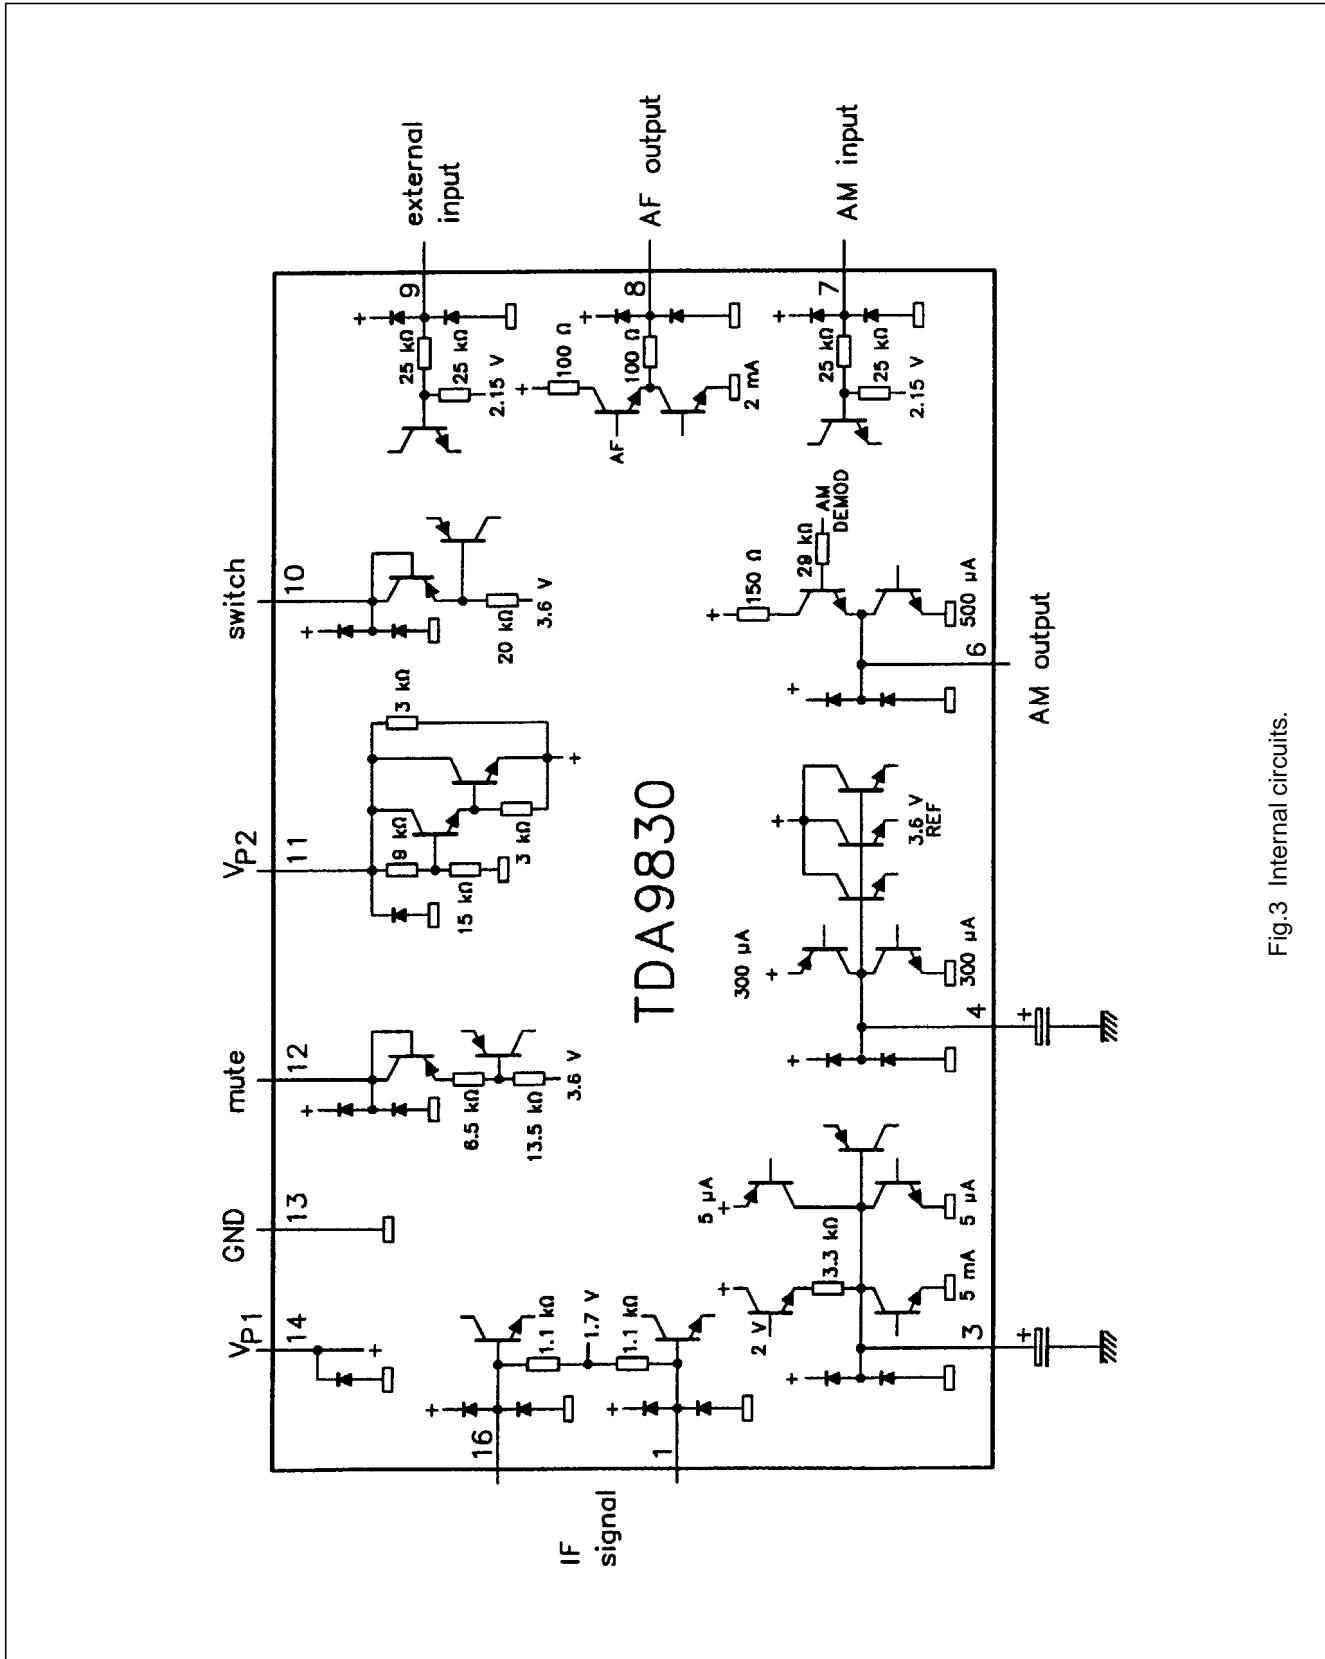 VP1
14
+
GND
13
mute
12
+
6.5 kΩ
13.5 kΩ
3.6 V
VP2
11
9 kΩ
15 kΩ
3 kΩ
3 kΩ
+
switch
10
+
20 kΩ
3.6 V
external
input
9
+
25 kΩ
25 kΩ
2.15 V
AF output
8
+
+
100 Ω
100 Ω
AF
2 mA
AM input
7
+
25 kΩ
25 kΩ
2.15 V
IF
signal
16
+
1.1 kΩ
1.7 V
1.1 kΩ
1
+
TDA9830
+
2 V
+
3.3 kΩ
5 mA
5 µA
+
5 µA
3
+
+
300 µA
+
300 µA
4
+
+
3.6 V
REF
+
150 Ω
+
29 kΩ
AM
DEMOD
500 µA
6
AM output
Fig.3 Internal circuits.